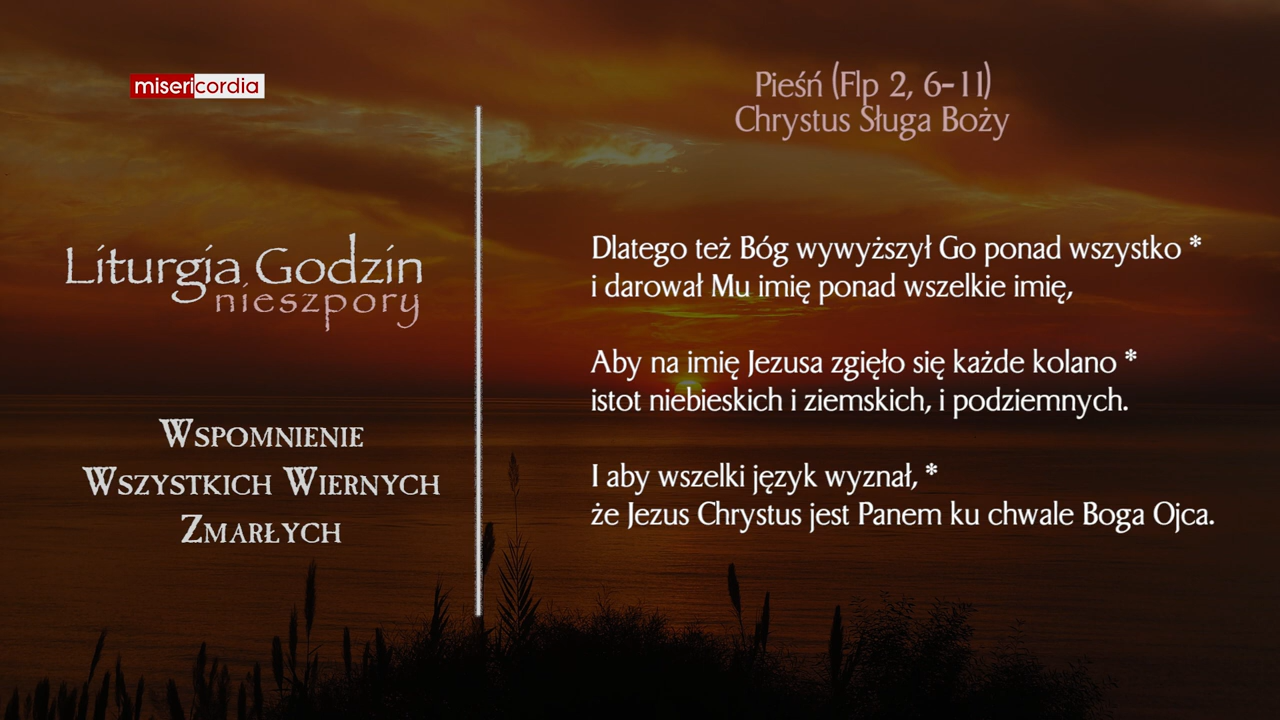 misericordia
Liturgia Godzin
nieszpory
Wspomnienie
Wszystkich Wiernych
Zmarłych
Pieśń (Flp 2, 6-11)
Chrystus Sługa Boży
Dlatego też Bóg wywyższył Go ponad wszystko *
i darował Mu imię ponad wszelkie imię,
Aby na imię Jezusa zgięło się każde kolano *
istot niebieskich i ziemskich, i podziemnych.
I aby wszelki język wyznał, *
że Jezus Chrystus jest Panem ku chwale Boga Ojca.